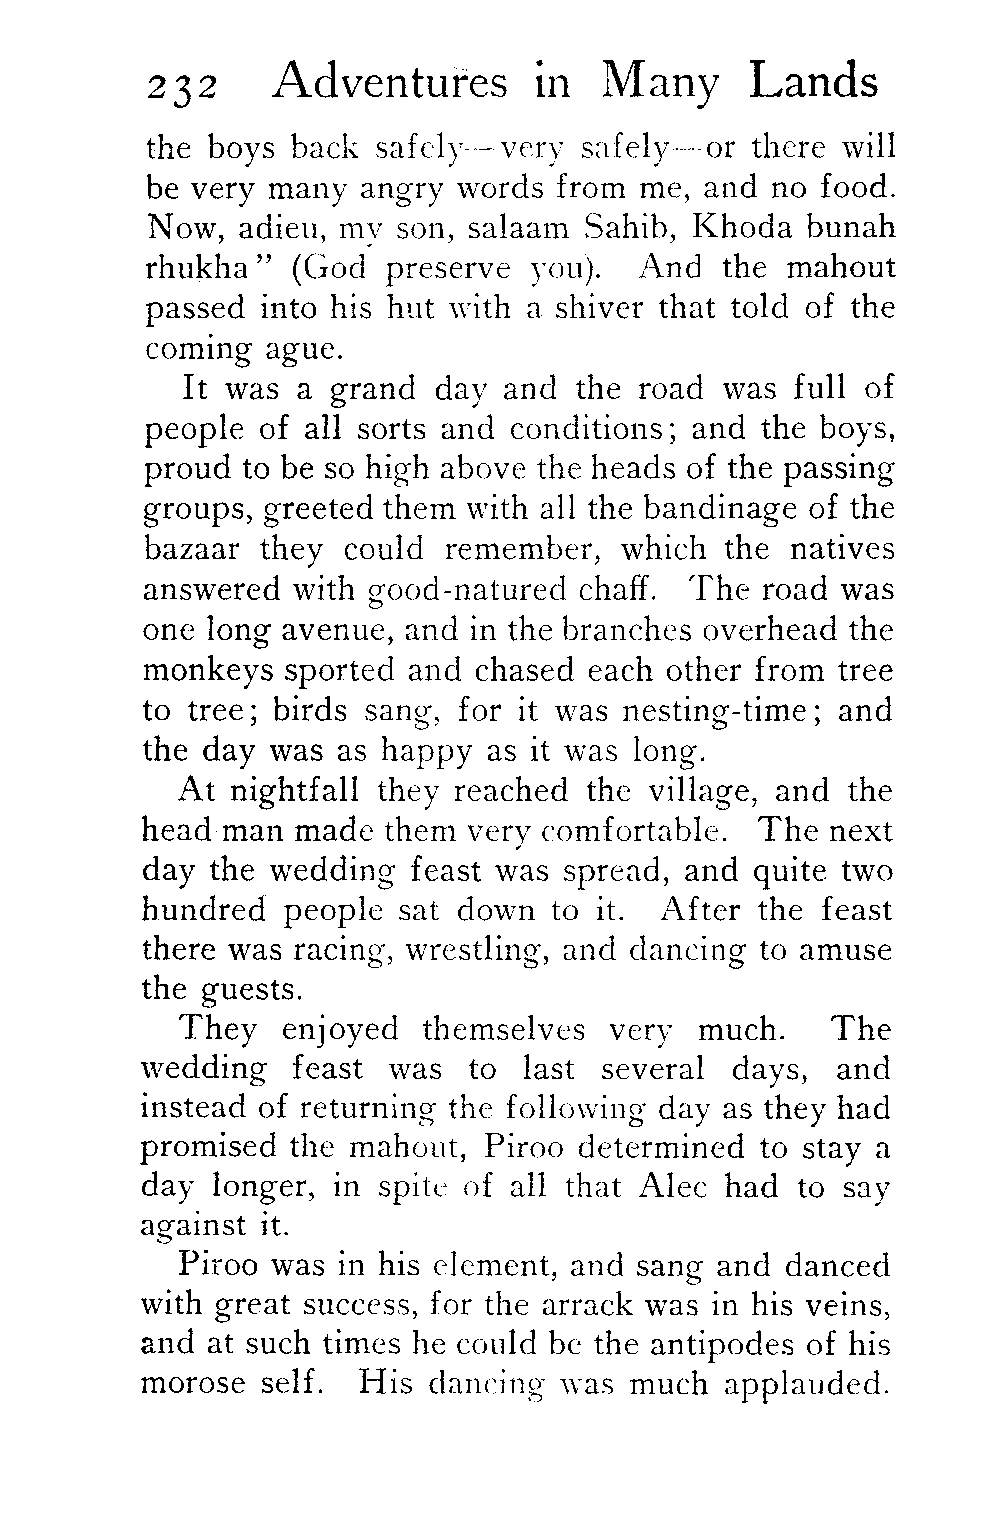 232 Adventures in Many Lands
the boys back safely—very safely—or there will
be very many angry words from me, and no food.
Now, adieu, my son, salaam Sahib, Khoda bunah
rhukha” (God preserve you). And the mahout
passed into his hut with a shiver that told of the
coming ague.
It was a grand day and the road was full of
people of all sorts and conditions; and the boys,
proud to be so high above the heads of the passing
groups, greeted them with all the bandinage of the
bazaar they could remember, which the natives
answered with good-natured chaff. The road was
one long avenue, and in the branches overhead the
monkeys sported and chased each other from tree
to tree; birds sang, for it was nesting-time; and
the day was as happy as it was long.
At nightfall they reached the village, and the
head man made them very comfortable. The next
day the wedding feast was spread, and quite two
hundred people sat down to it. After the feast
there was racing, wrestling, and dancing to amuse
the guests.
They enjoyed themselves very much. The
wedding feast was to last several days, and
instead of returning the following day as they had
promised the mahout, Piroo determined to stay a
day longer, in spite of all that Alec had to say
against it.
Piroo was in his element, and sang and danced
with great success, for the arrack was in his veins,
and at such times he could be the antipodes of his
morose self. His dancing was much applauded.